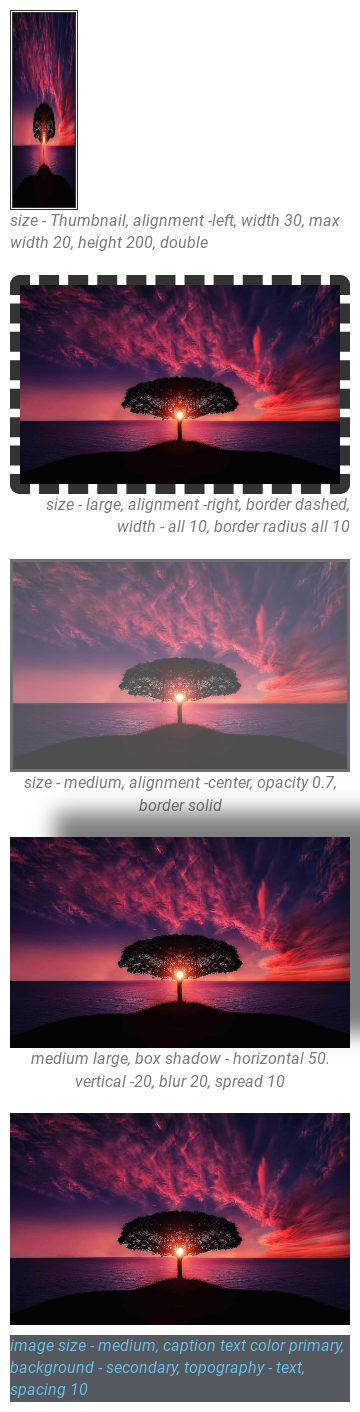 size - Thumbnail, alignment -left, width 30, max
width 20, height 200, double
size - large, alignment -right, border dashed,
width - all 10, border radius all 10
size - medium, alignment -center, opacity 0.7,
border solid
medium large, box shadow - horizontal 50.
vertical -20, blur 20, spread 10
image size - medium, caption text color primary,
background - secondary, topography - text,
spacing 10